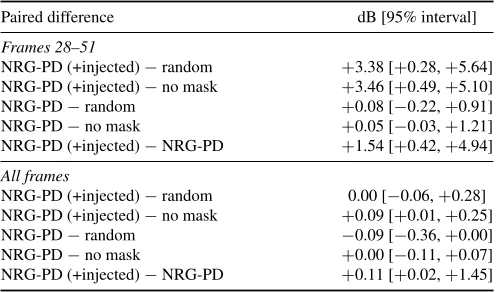 Paired difference dB [95% interval]
Frames 28–51
NRG-PD (+injected) − random +3.38 [+0.28, +5.64]
NRG-PD (+injected) − no mask +3.46 [+0.49, +5.10]
NRG-PD − random +0.08 [−0.22, +0.91]
NRG-PD − no mask +0.05 [−0.03, +1.21]
NRG-PD (+injected) − NRG-PD +1.54 [+0.42, +4.94]
All frames
NRG-PD (+injected) − random 0.00 [−0.06, +0.28]
NRG-PD (+injected) − no mask +0.09 [+0.01, +0.25]
NRG-PD − random −0.09 [−0.36, +0.00]
NRG-PD − no mask +0.00 [−0.11, +0.07]
NRG-PD (+injected) − NRG-PD +0.11 [+0.02, +1.45]